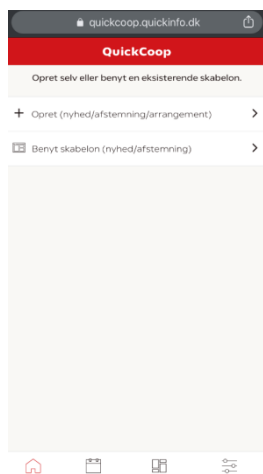 quickcoop.quickinfo.dk
QuickCoop
Opret selv eller benyt en eksisterende skabelon.
Opret (nyhed/afstemning/arrangement)
Benyt skabelon (nyhed/afstemning)